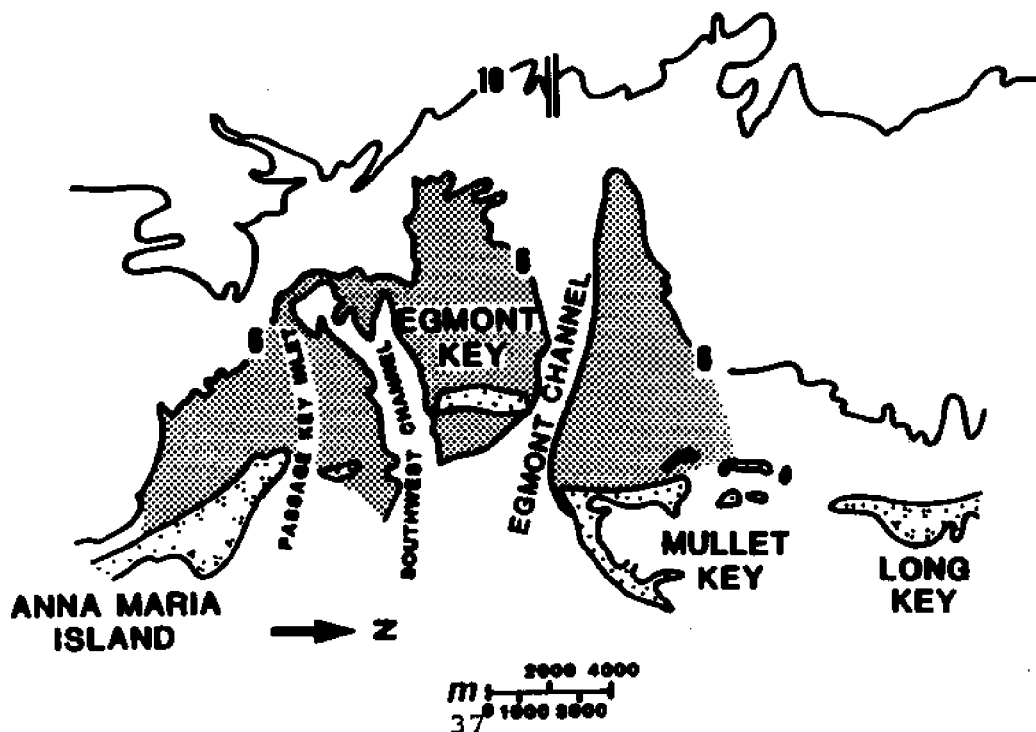 10
6
EGMONT
KEY
6
PASSAGE KEY INLET
SOUTHWEST CHANNEL
EGMONT CHANNEL
6
MULLET
KEY
LONG
KEY
ANNA MARIA
ISLAND
N
2000 4000
m
0 1000 3000
37